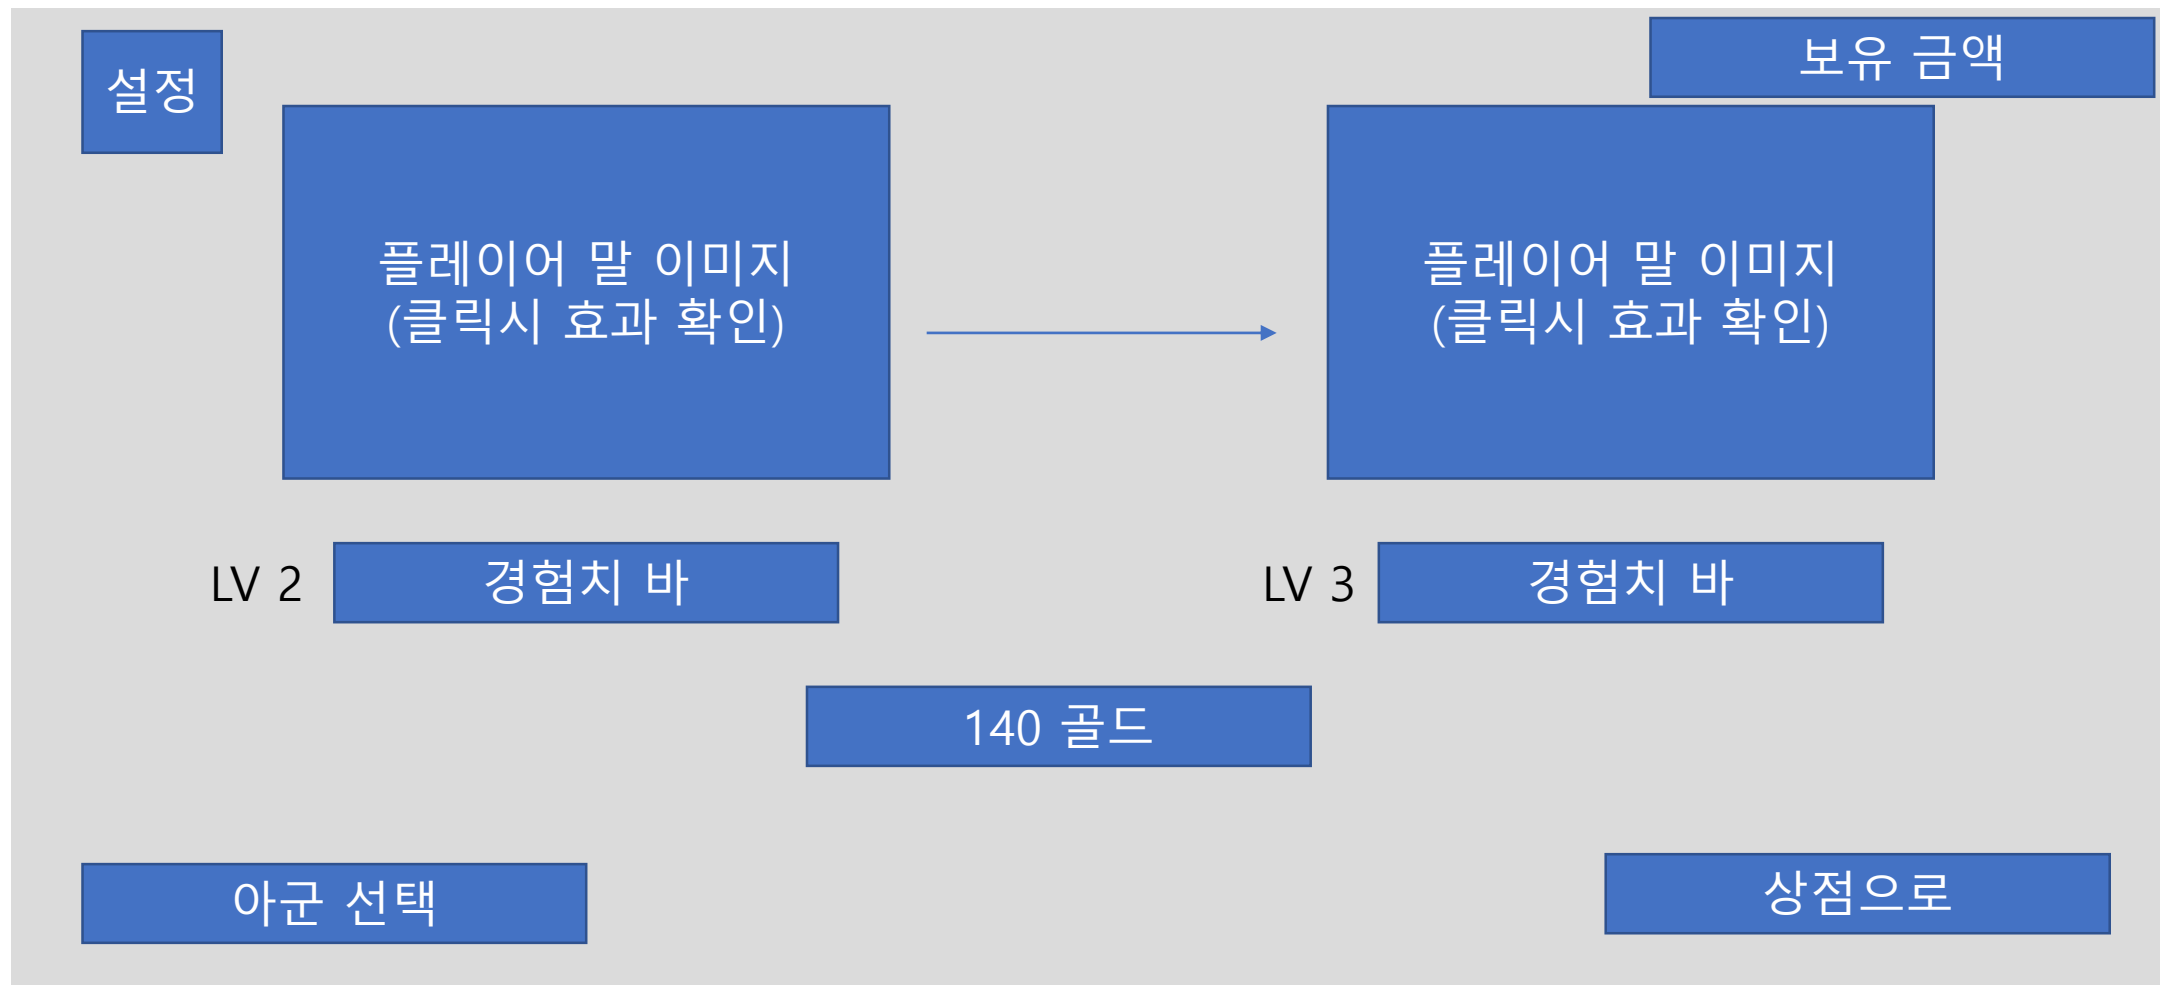 설정
보유 금액
플레이어 말 이미지
(클릭시 효과 확인)
플레이어 말 이미지
(클릭시 효과 확인)
LV 2
경험치 바
LV 3
경험치 바
140 골드
아군 선택
상점으로